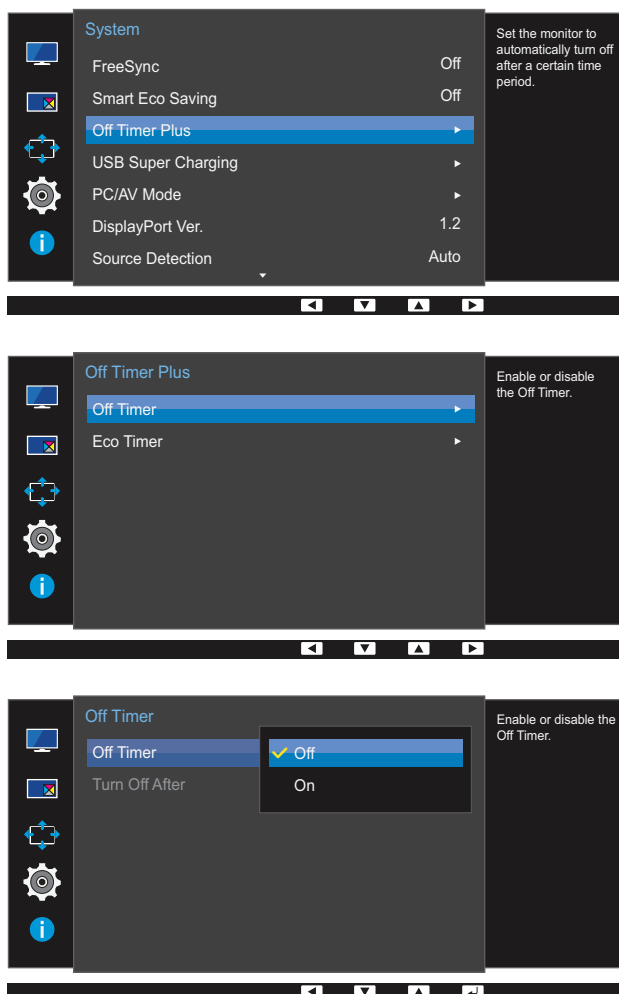 System
FreeSync Off
Smart Eco Saving Off
Off Timer Plus
USB Super Charging
PC/AV Mode
DisplayPort Ver. 1.2
Source Detection Auto
Set the monitor to
automatically turn off
after a certain time
period.
Off Timer Plus
Off Timer
Eco Timer
Enable or disable
the Off Timer.
Off Timer
Off Timer
Off
Turn Off After
On
Enable or disable the
Off Timer.